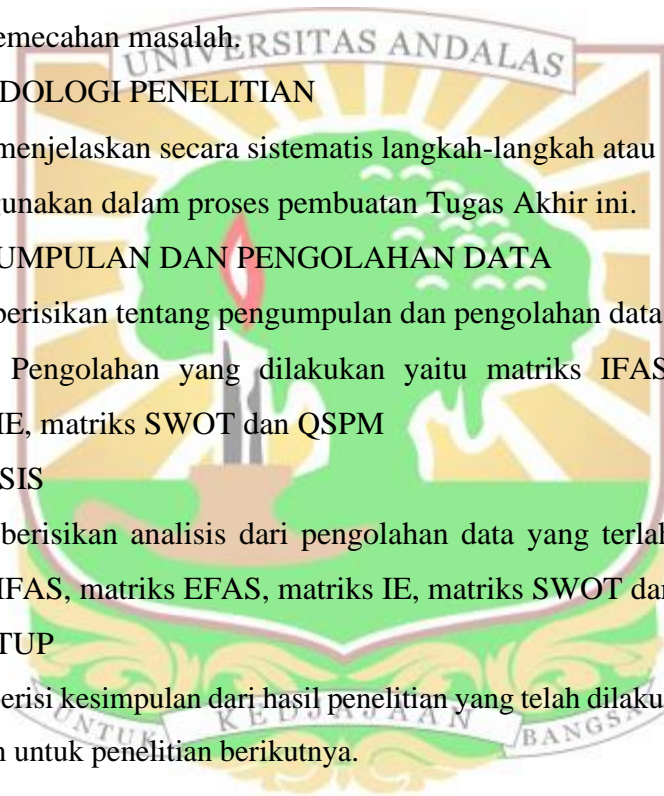 emecahan masalah.
UNIVERSITAS ANDALAS
DOLOGI PENELITIAN
menjelaskan secara sistematis langkah-langkah atau
gunakan dalam proses pembuatan Tugas Akhir ini.
UMPULAN DAN PENGOLAHAN DATA
berisikan tentang pengumpulan dan pengolahan data
Pengolahan yang dilakukan yaitu matriks IFAS
IE, matriks SWOT dan QSPM
SIS
berisikan analisis dari pengolahan data yang terlah
IFAS, matriks EFAS, matriks IE, matriks SWOT dan
TUP
erisi kesimpulan dari hasil penelitian yang telah dilaku
UNTUK KEDJAJAAN BANGSA
n untuk penelitian berikutnya.